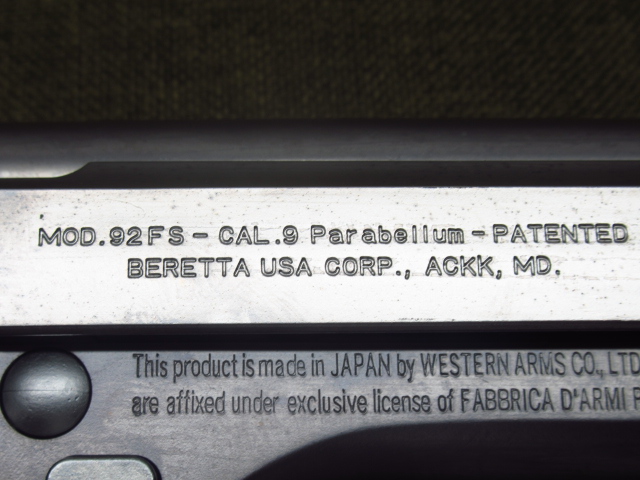 MOD.92FS - CAL.9 Parabellum - PATENTED
BERETTA USA CORP., ACKK, MD.
This product is made in JAPAN by WESTERN ARMS CO., LTD
are affixed under exclusive license of FABBRICA D'ARMI